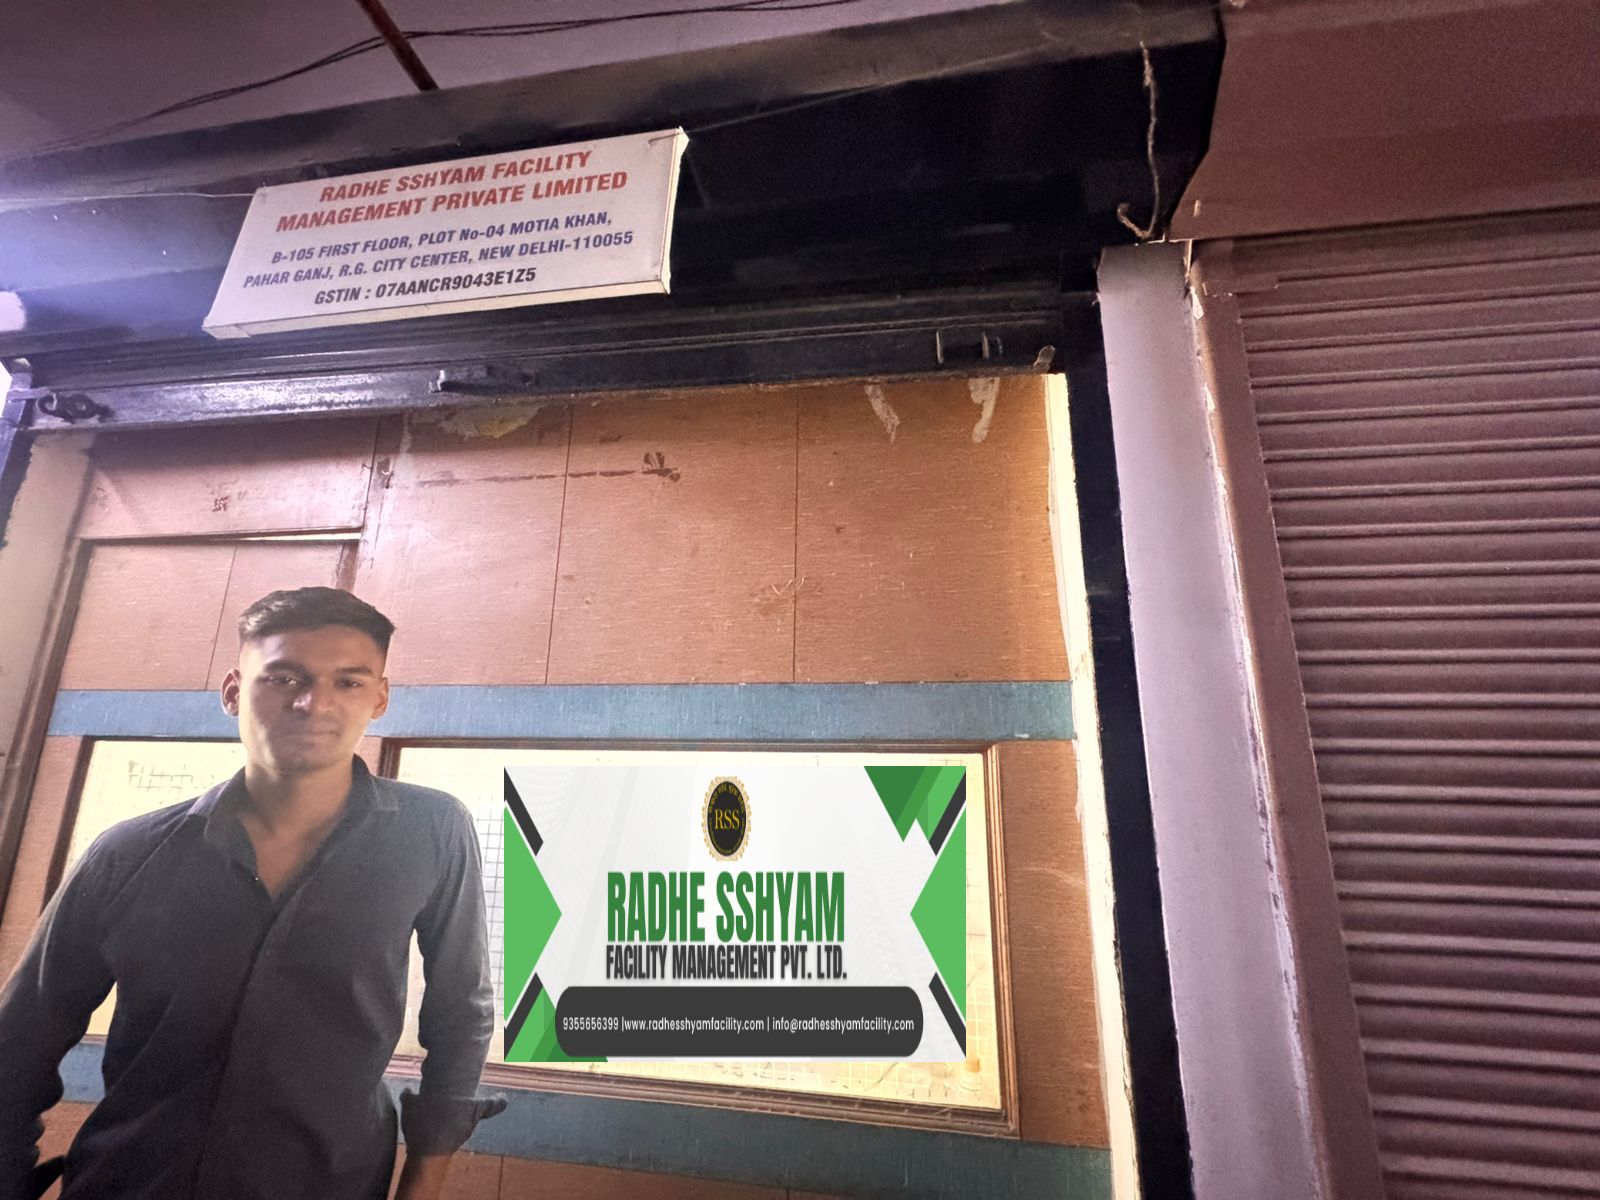 RADHE SSHYAM FACILITY
MANAGEMENT PRIVATE LIMITED
B-105 FIRST FLOOR, PLOT No-04 MOTIA KHAN,
PAHAR GANJ, R.G. CITY CENTER, NEW DELHI-110055
GSTIN : 07AANCR9043E1Z5
RSS
RADHE SSHYAM
FACILITY MANAGEMENT PVT. LTD.
9355656399 |www.radhesshyamfacility.com | info@radhesshyamfacility.com